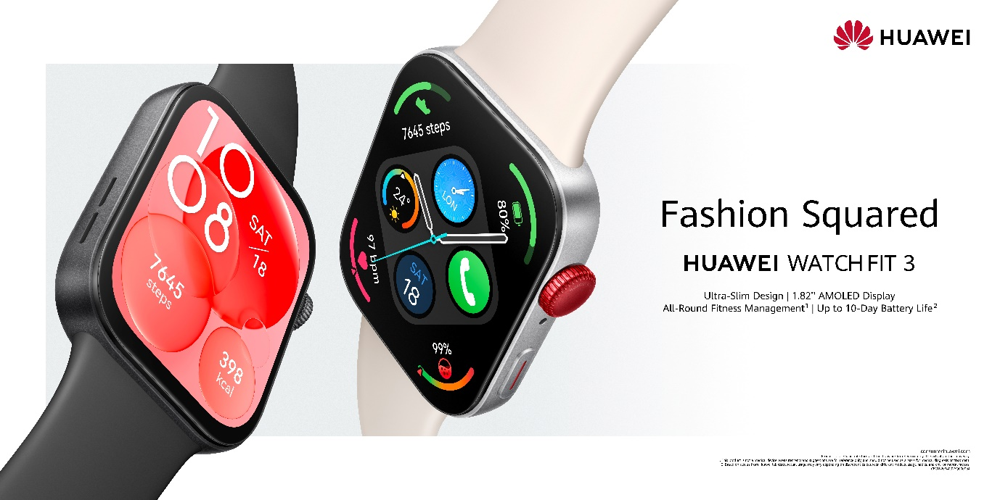 HUAWEI
10
08
SAT
18
7645
steps
398
kcal
7645 steps
24°
LON
80%
97 bpm
SAT
18
99%
Fashion Squared
HUAWEI WATCH FIT 3
Ultra-Slim Design | 1.82" AMOLED Display
All-Round Fitness Management¹ | Up to 10-Day Battery Life²
consumer.huawei.com